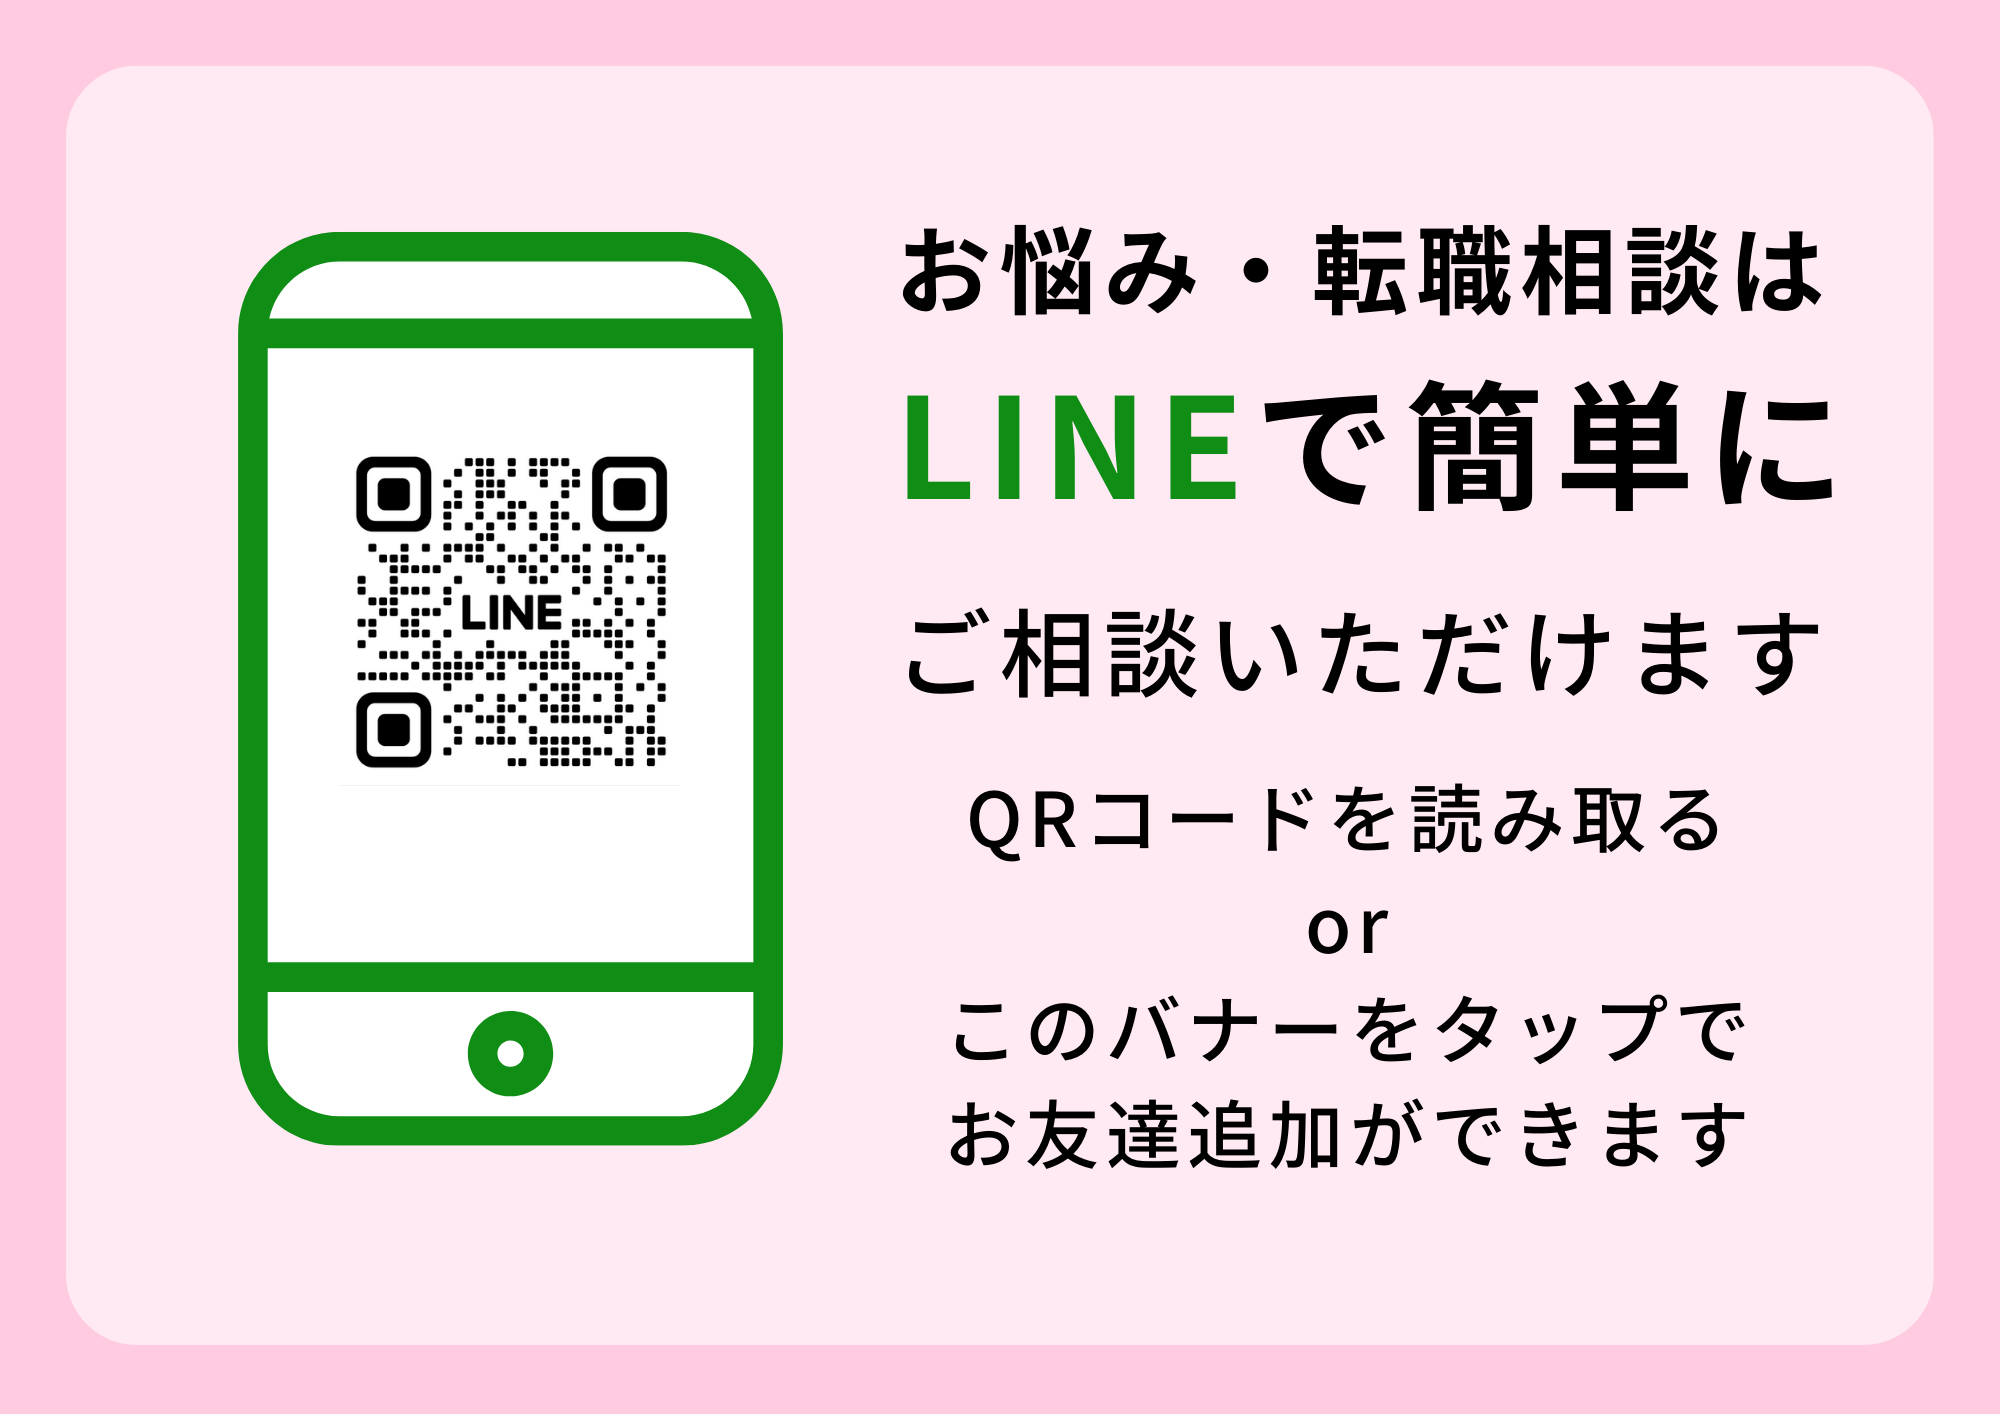 お悩み・転職相談は
LINEで簡単に
ご相談いただけます
QRコードを読み取る
or
このバナーをタップで
お友達追加ができます
LINE